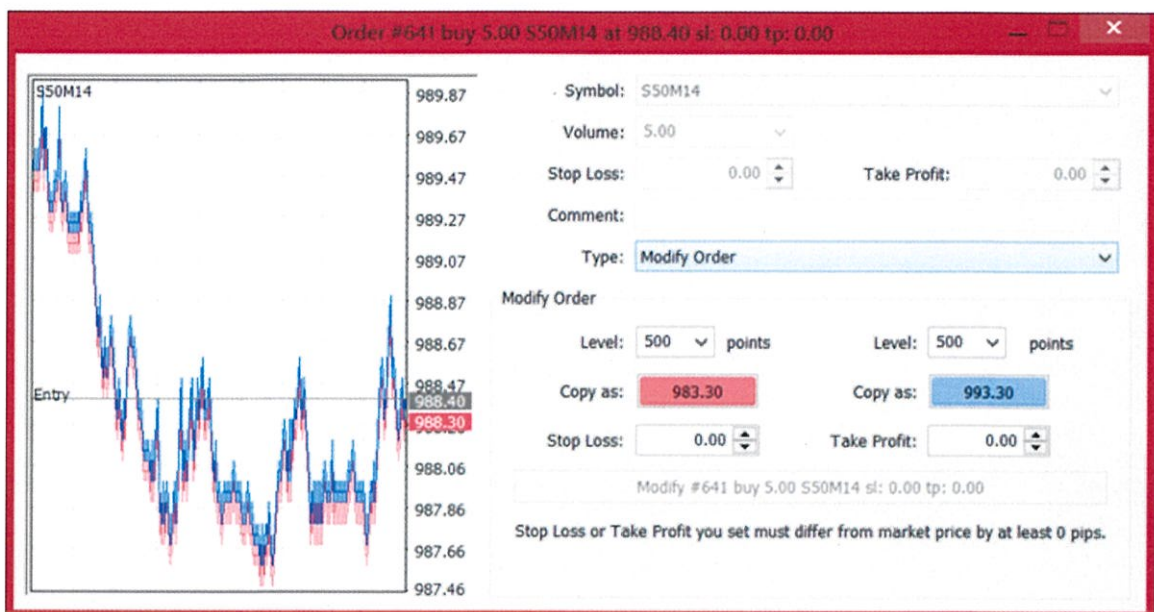 Order #641 buy 5.00 S50M14 at 988.40 sl: 0.00 tp: 0.00
S50M14
989.87
989.67
989.47
989.27
989.07
988.87
988.67
988.47
Entry
988.40
988.30
988.06
987.86
987.66
987.46
Symbol: S50M14
Volume: 5.00
Stop Loss: 0.00 Take Profit: 0.00
Comment:
Type: Modify Order
Modify Order
Level: 500 points Level: 500 points
Copy as: 983.30 Copy as: 993.30
Stop Loss: 0.00 Take Profit: 0.00
Modify #641 buy 5.00 S50M14 sl: 0.00 tp: 0.00
Stop Loss or Take Profit you set must differ from market price by at least 0 pips.